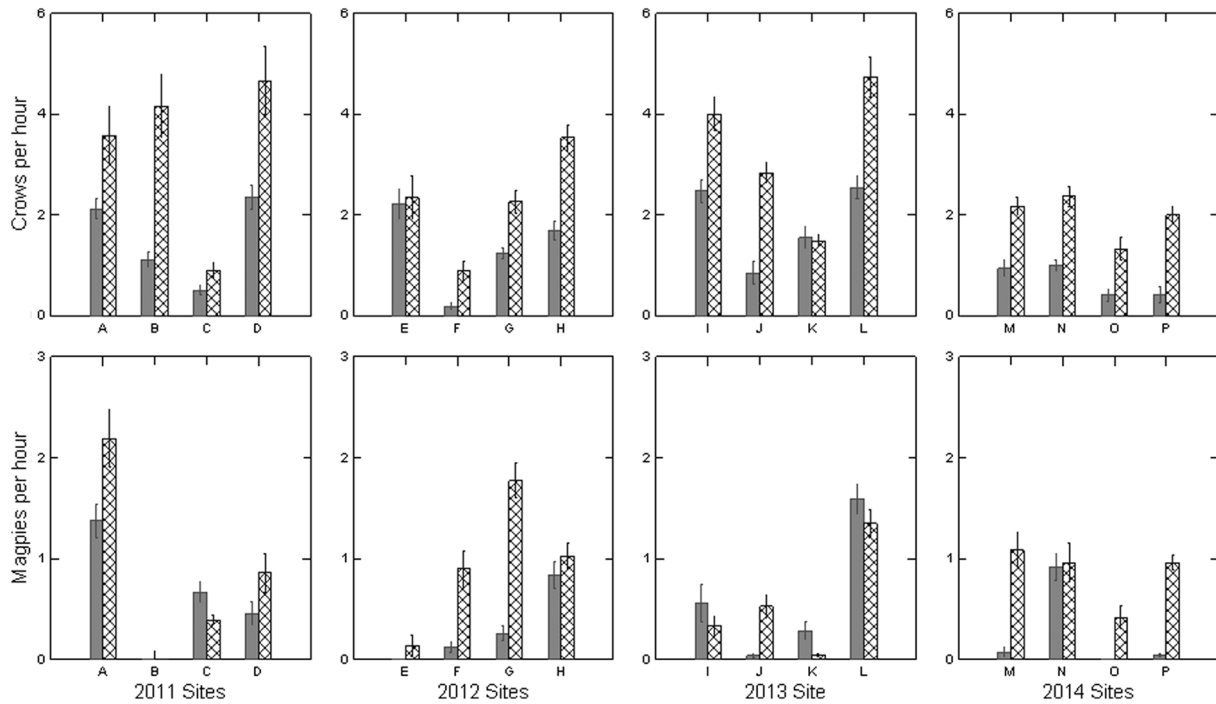 Crows per hour
6 4 2 0
A B C D
6 4 2 0
E F G H
6 4 2 0
I J K L
6 4 2 0
M N O P
Magpies per hour
3 2 1 0
A B C D
2011 Sites
3 2 1 0
E F G H
2012 Sites
3 2 1 0
I J K L
2013 Site
3 2 1 0
M N O P
2014 Sites